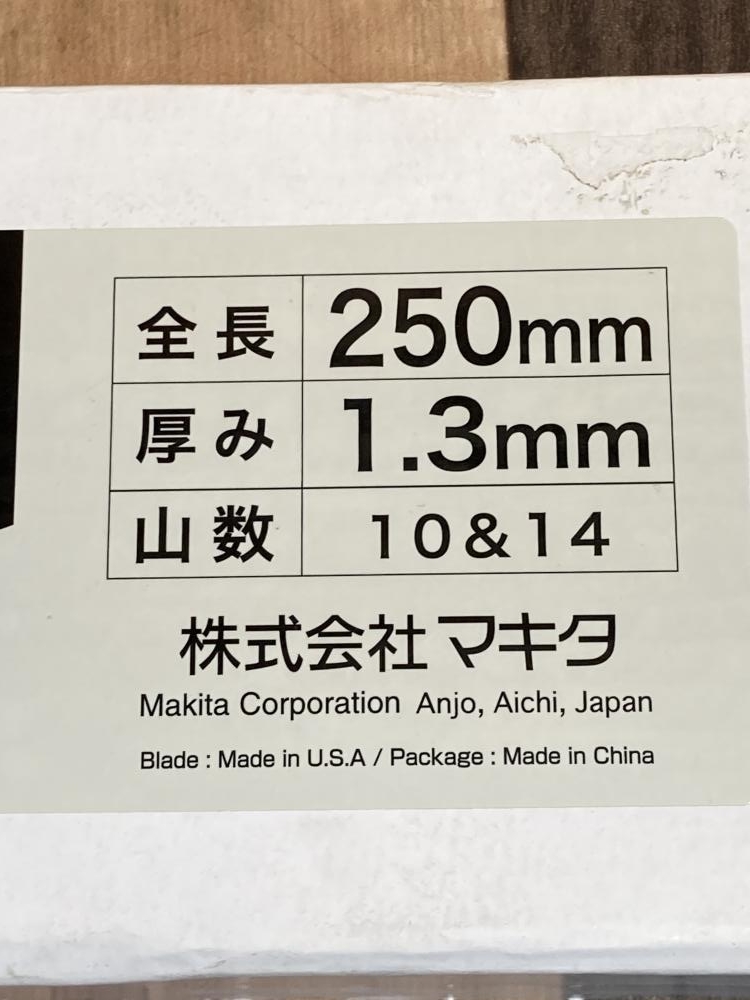 全長 250mm
厚み 1.3mm
山数 10&14
株式会社マキタ
Makita Corporation Anjo, Aichi, Japan
Blade : Made in U.S.A / Package : Made in China